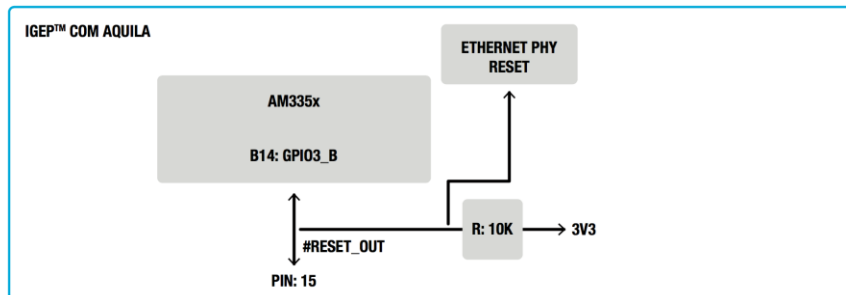 IGEP™ COM AQUILA
ETHERNET PHY
RESET
AM335x
B14: GPIO3_B
R: 10K
3V3
#RESET_OUT
PIN: 15